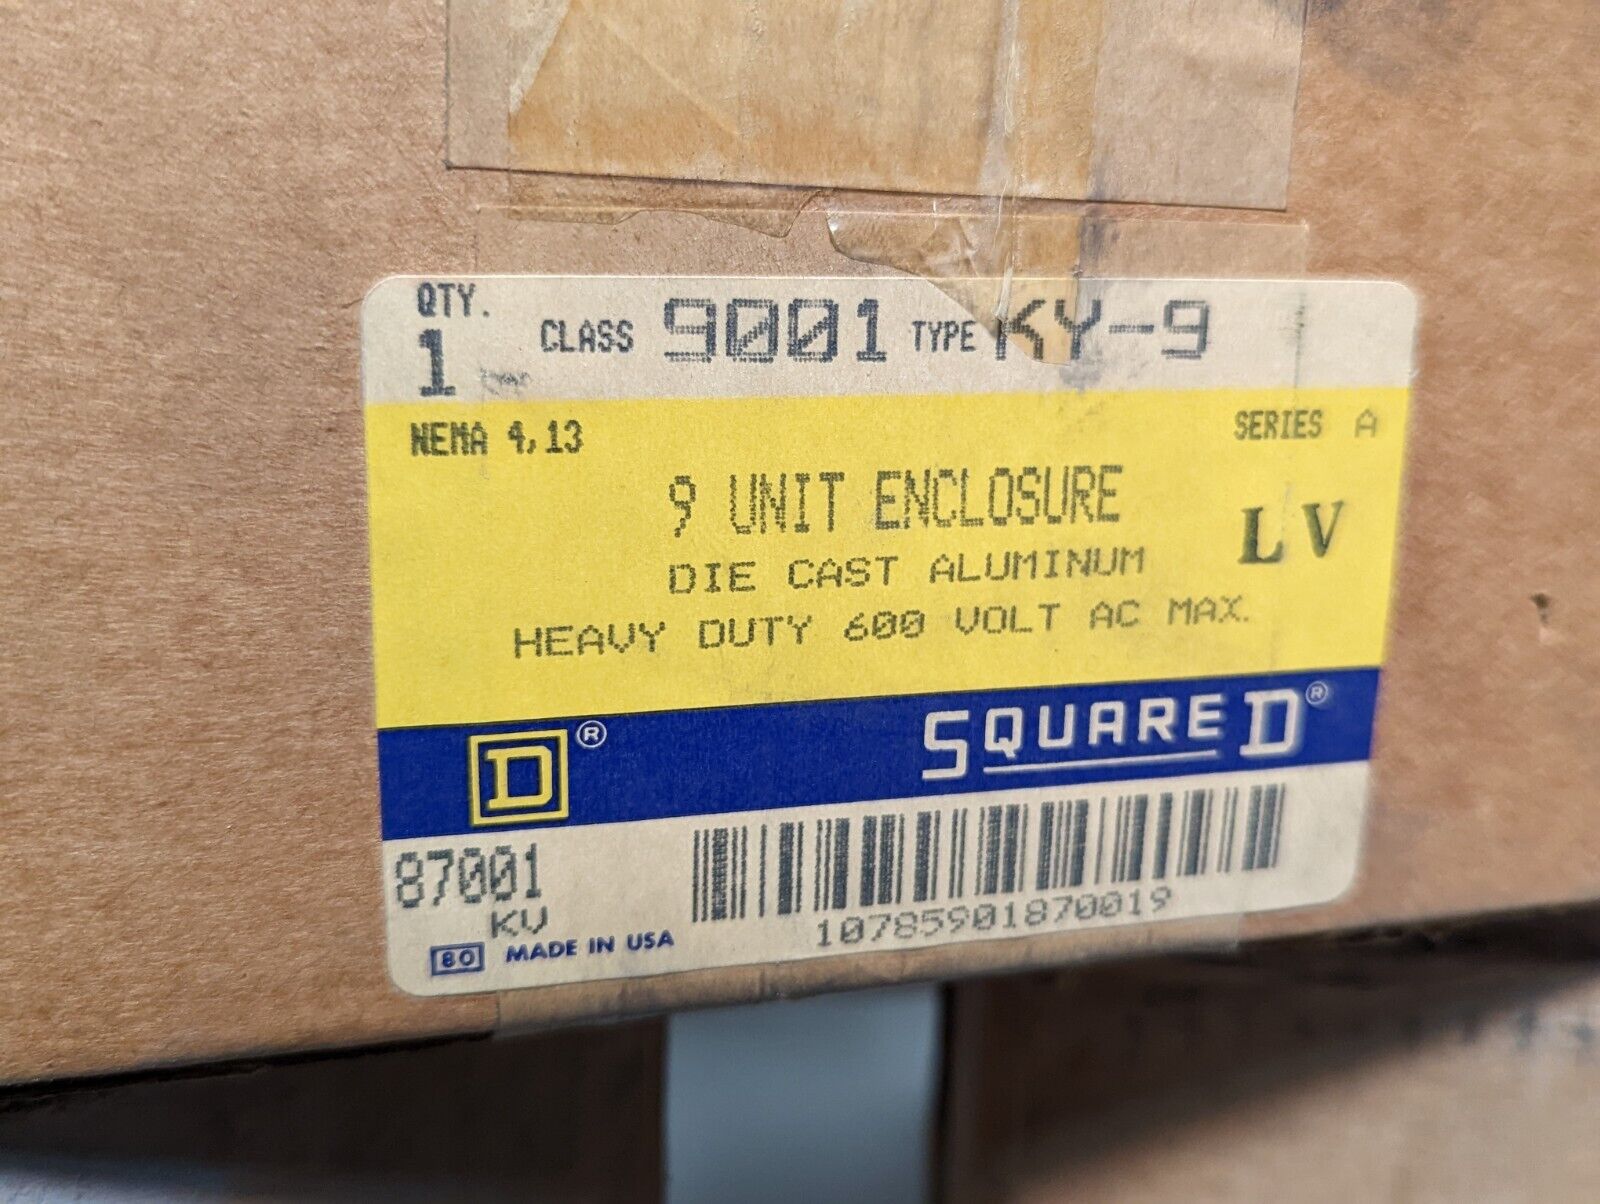 QTY.
1
CLASS 9001 TYPE KY-9
NEMA 4,13
SERIES A
9 UNIT ENCLOSURE
LV
DIE CAST ALUMINUM
HEAVY DUTY 600 VOLT AC MAX.
D®
SQUARE D®
87001
KV
10785901870019
80 MADE IN USA